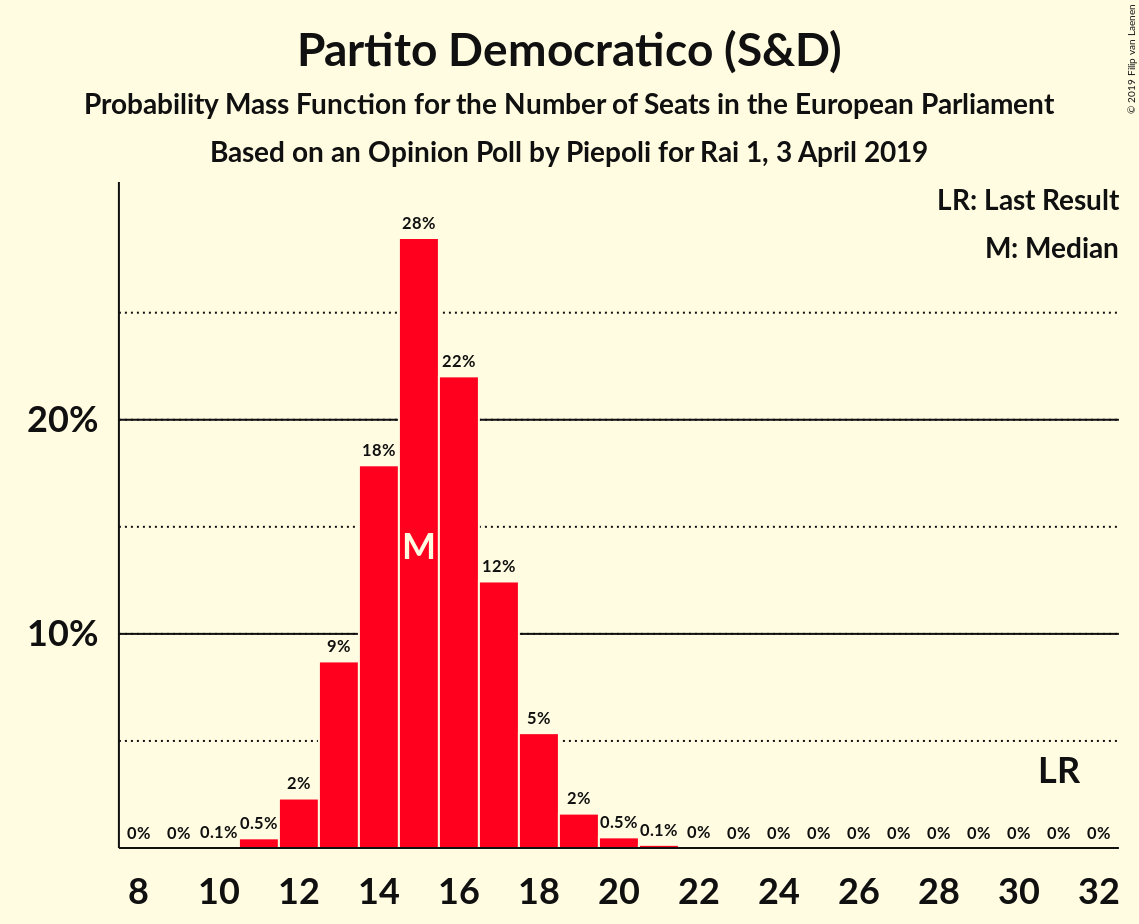 Partito Democratico (S&D)
Probability Mass Function for the Number of Seats in the European Parliament
Based on an Opinion Poll by Piepoli for Rai 1, 3 April 2019
© 2019 Filip van Laenen
LR: Last Result
M: Median
28%
22%
20%
18%
M
12%
10%
9%
5%
LR
2%
2%
0% 0% 0.1% 0.5% 0.5% 0.1% 0% 0% 0% 0% 0% 0% 0% 0% 0% 0% 0%
8 10 12 14 16 18 20 22 24 26 28 30 32